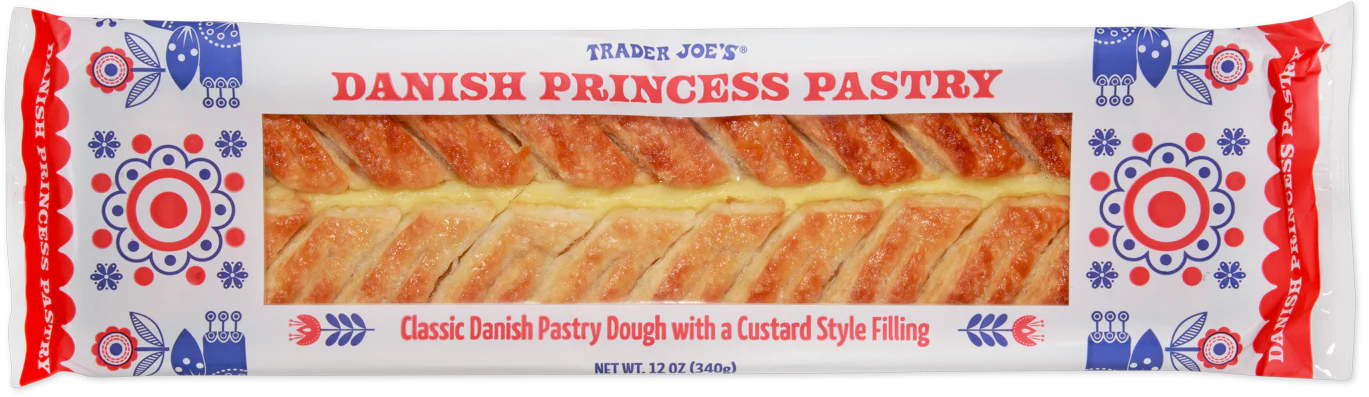 TRADER JOE'S®
DANISH PRINCESS PASTRY
Classic Danish Pastry Dough with a Custard Style Filling
NET WT. 12 OZ (340g)
DANISH PRINCESS PASTRY
DANISH PRINCESS PASTRY